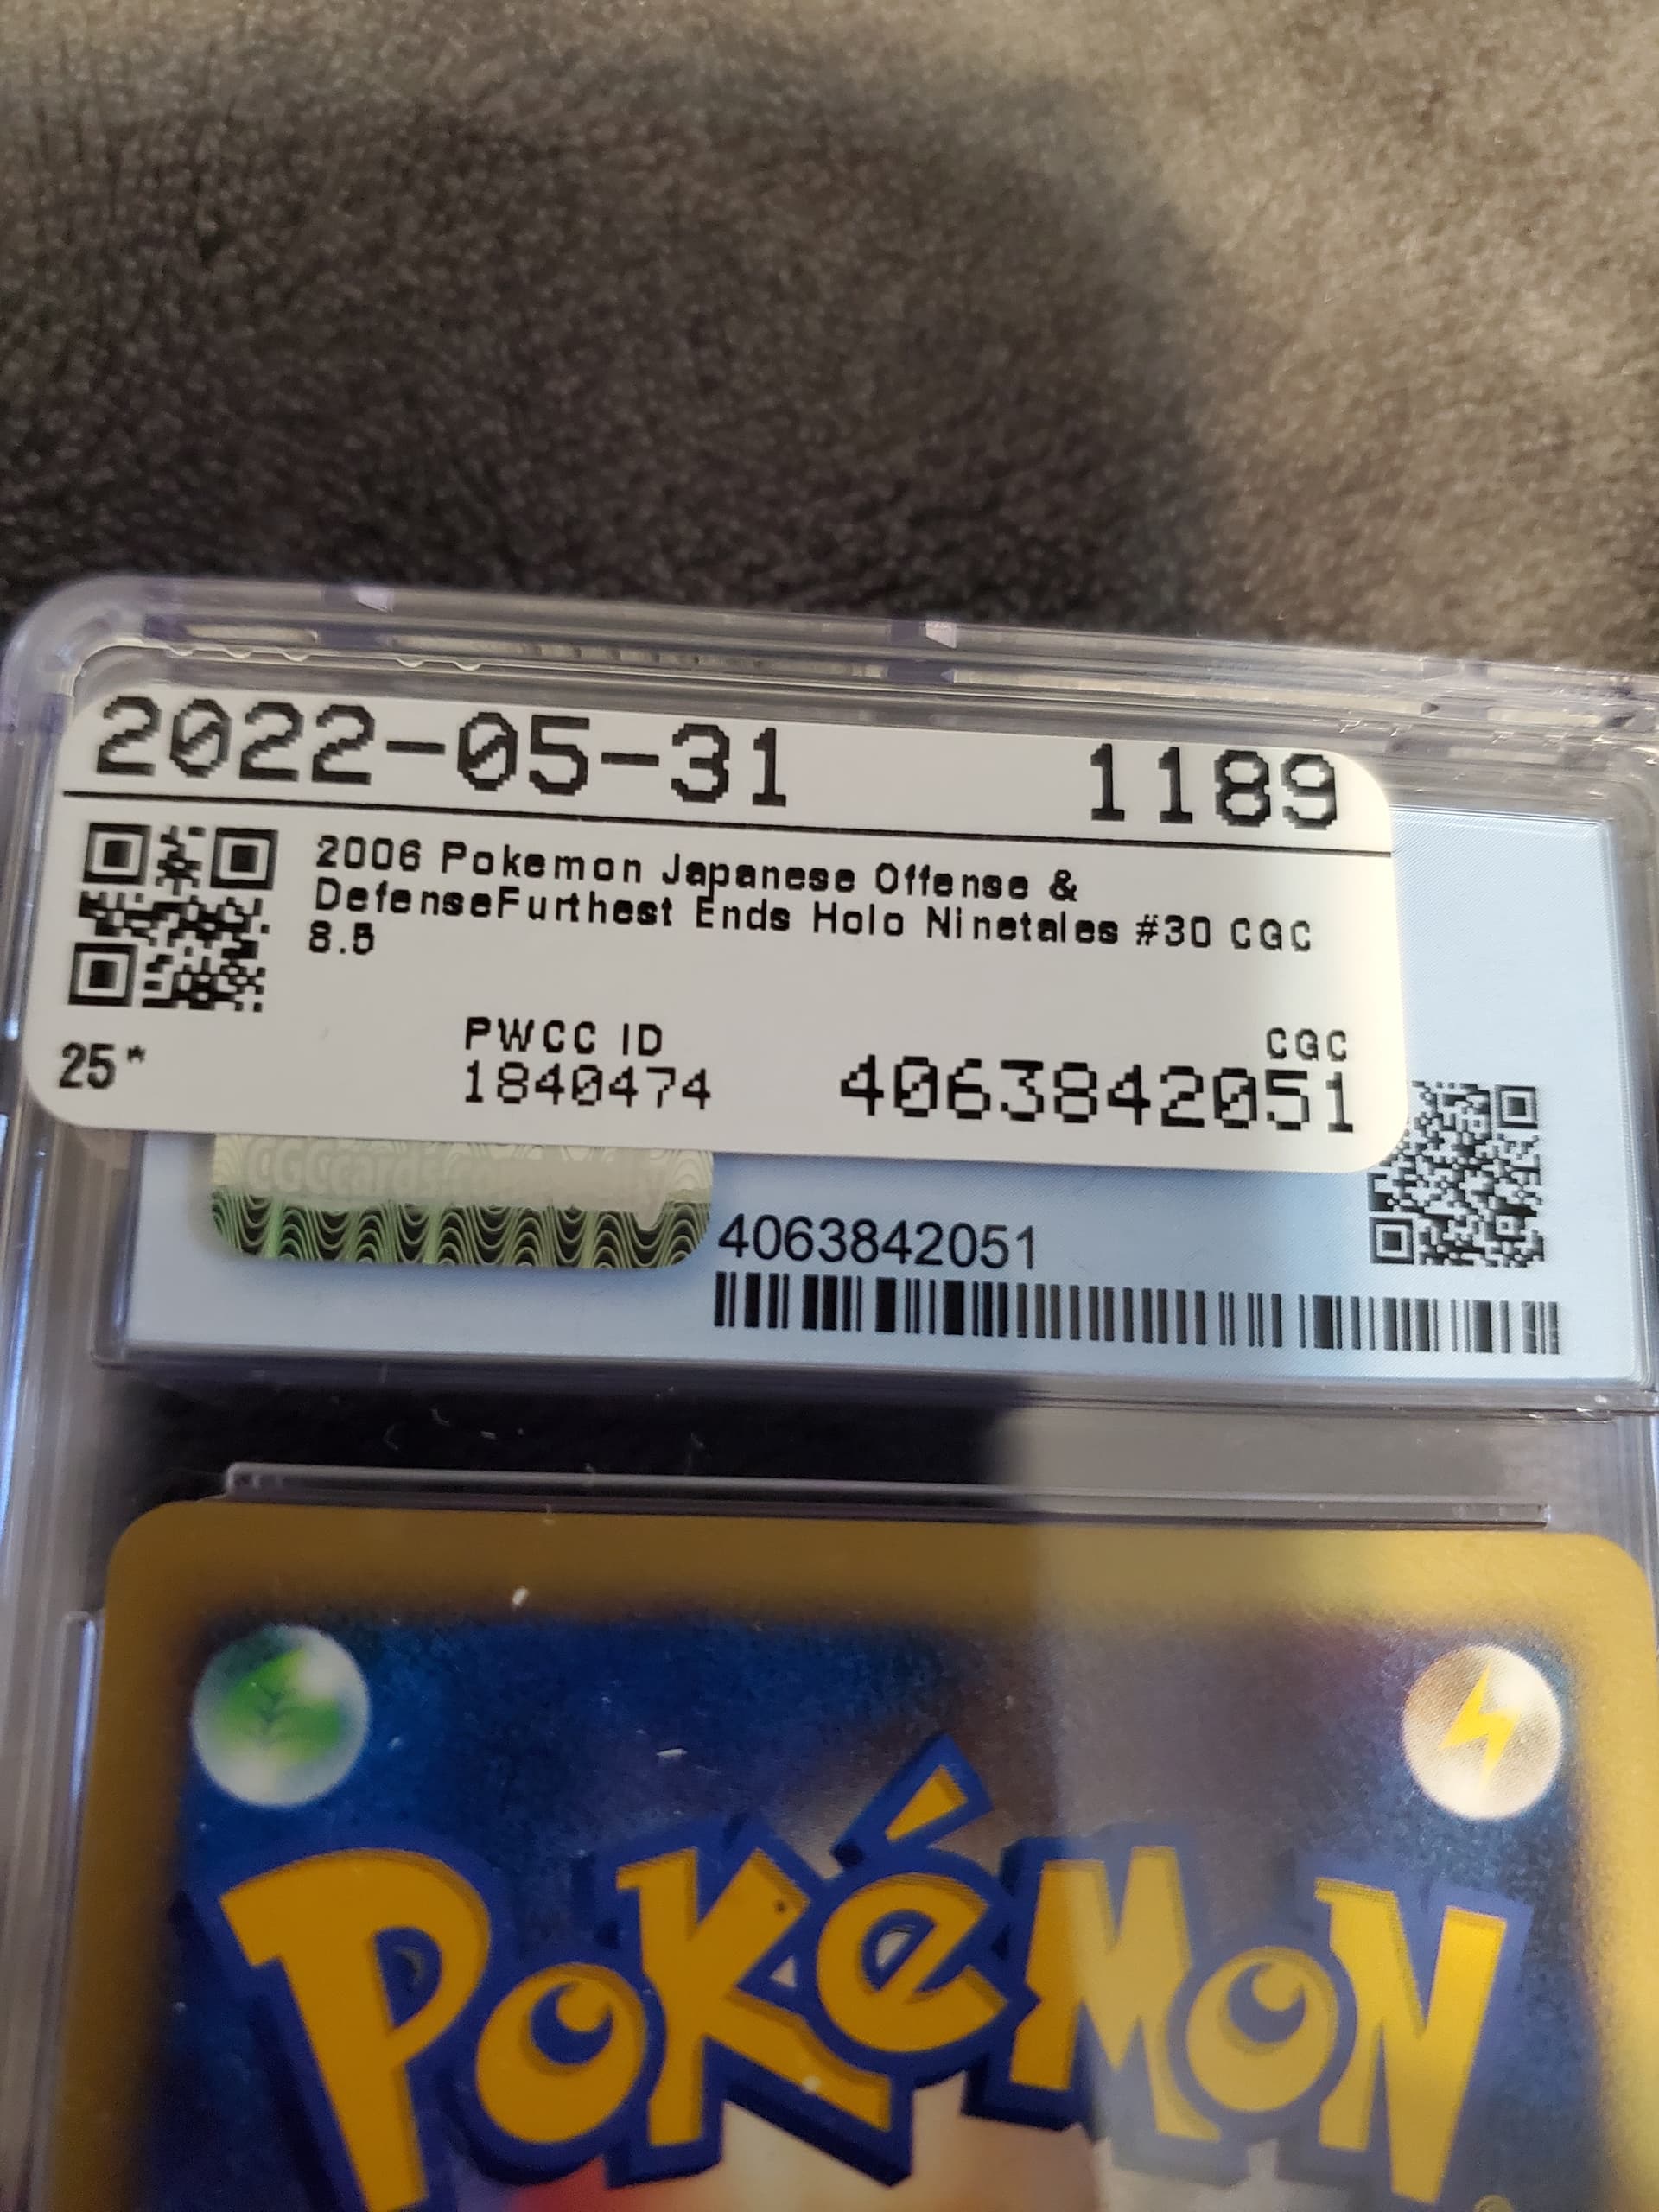 2022-05-31 1189
2006 Pokemon Japanese Offense &
DefenseFurthest Ends Holo Ninetales #30 CGC
8.5
25*
PWCC ID
1840474
CGC
4063842051
4063842051
POKéMON